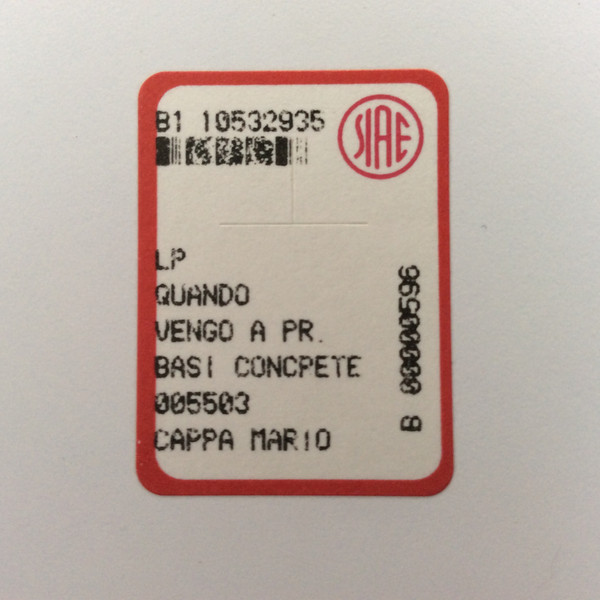 B1 10532935
SIAE
LP
QUANDO
VENGO A PR.
BASI CONCPETE
005503
CAPPA MARIO
B 00000596